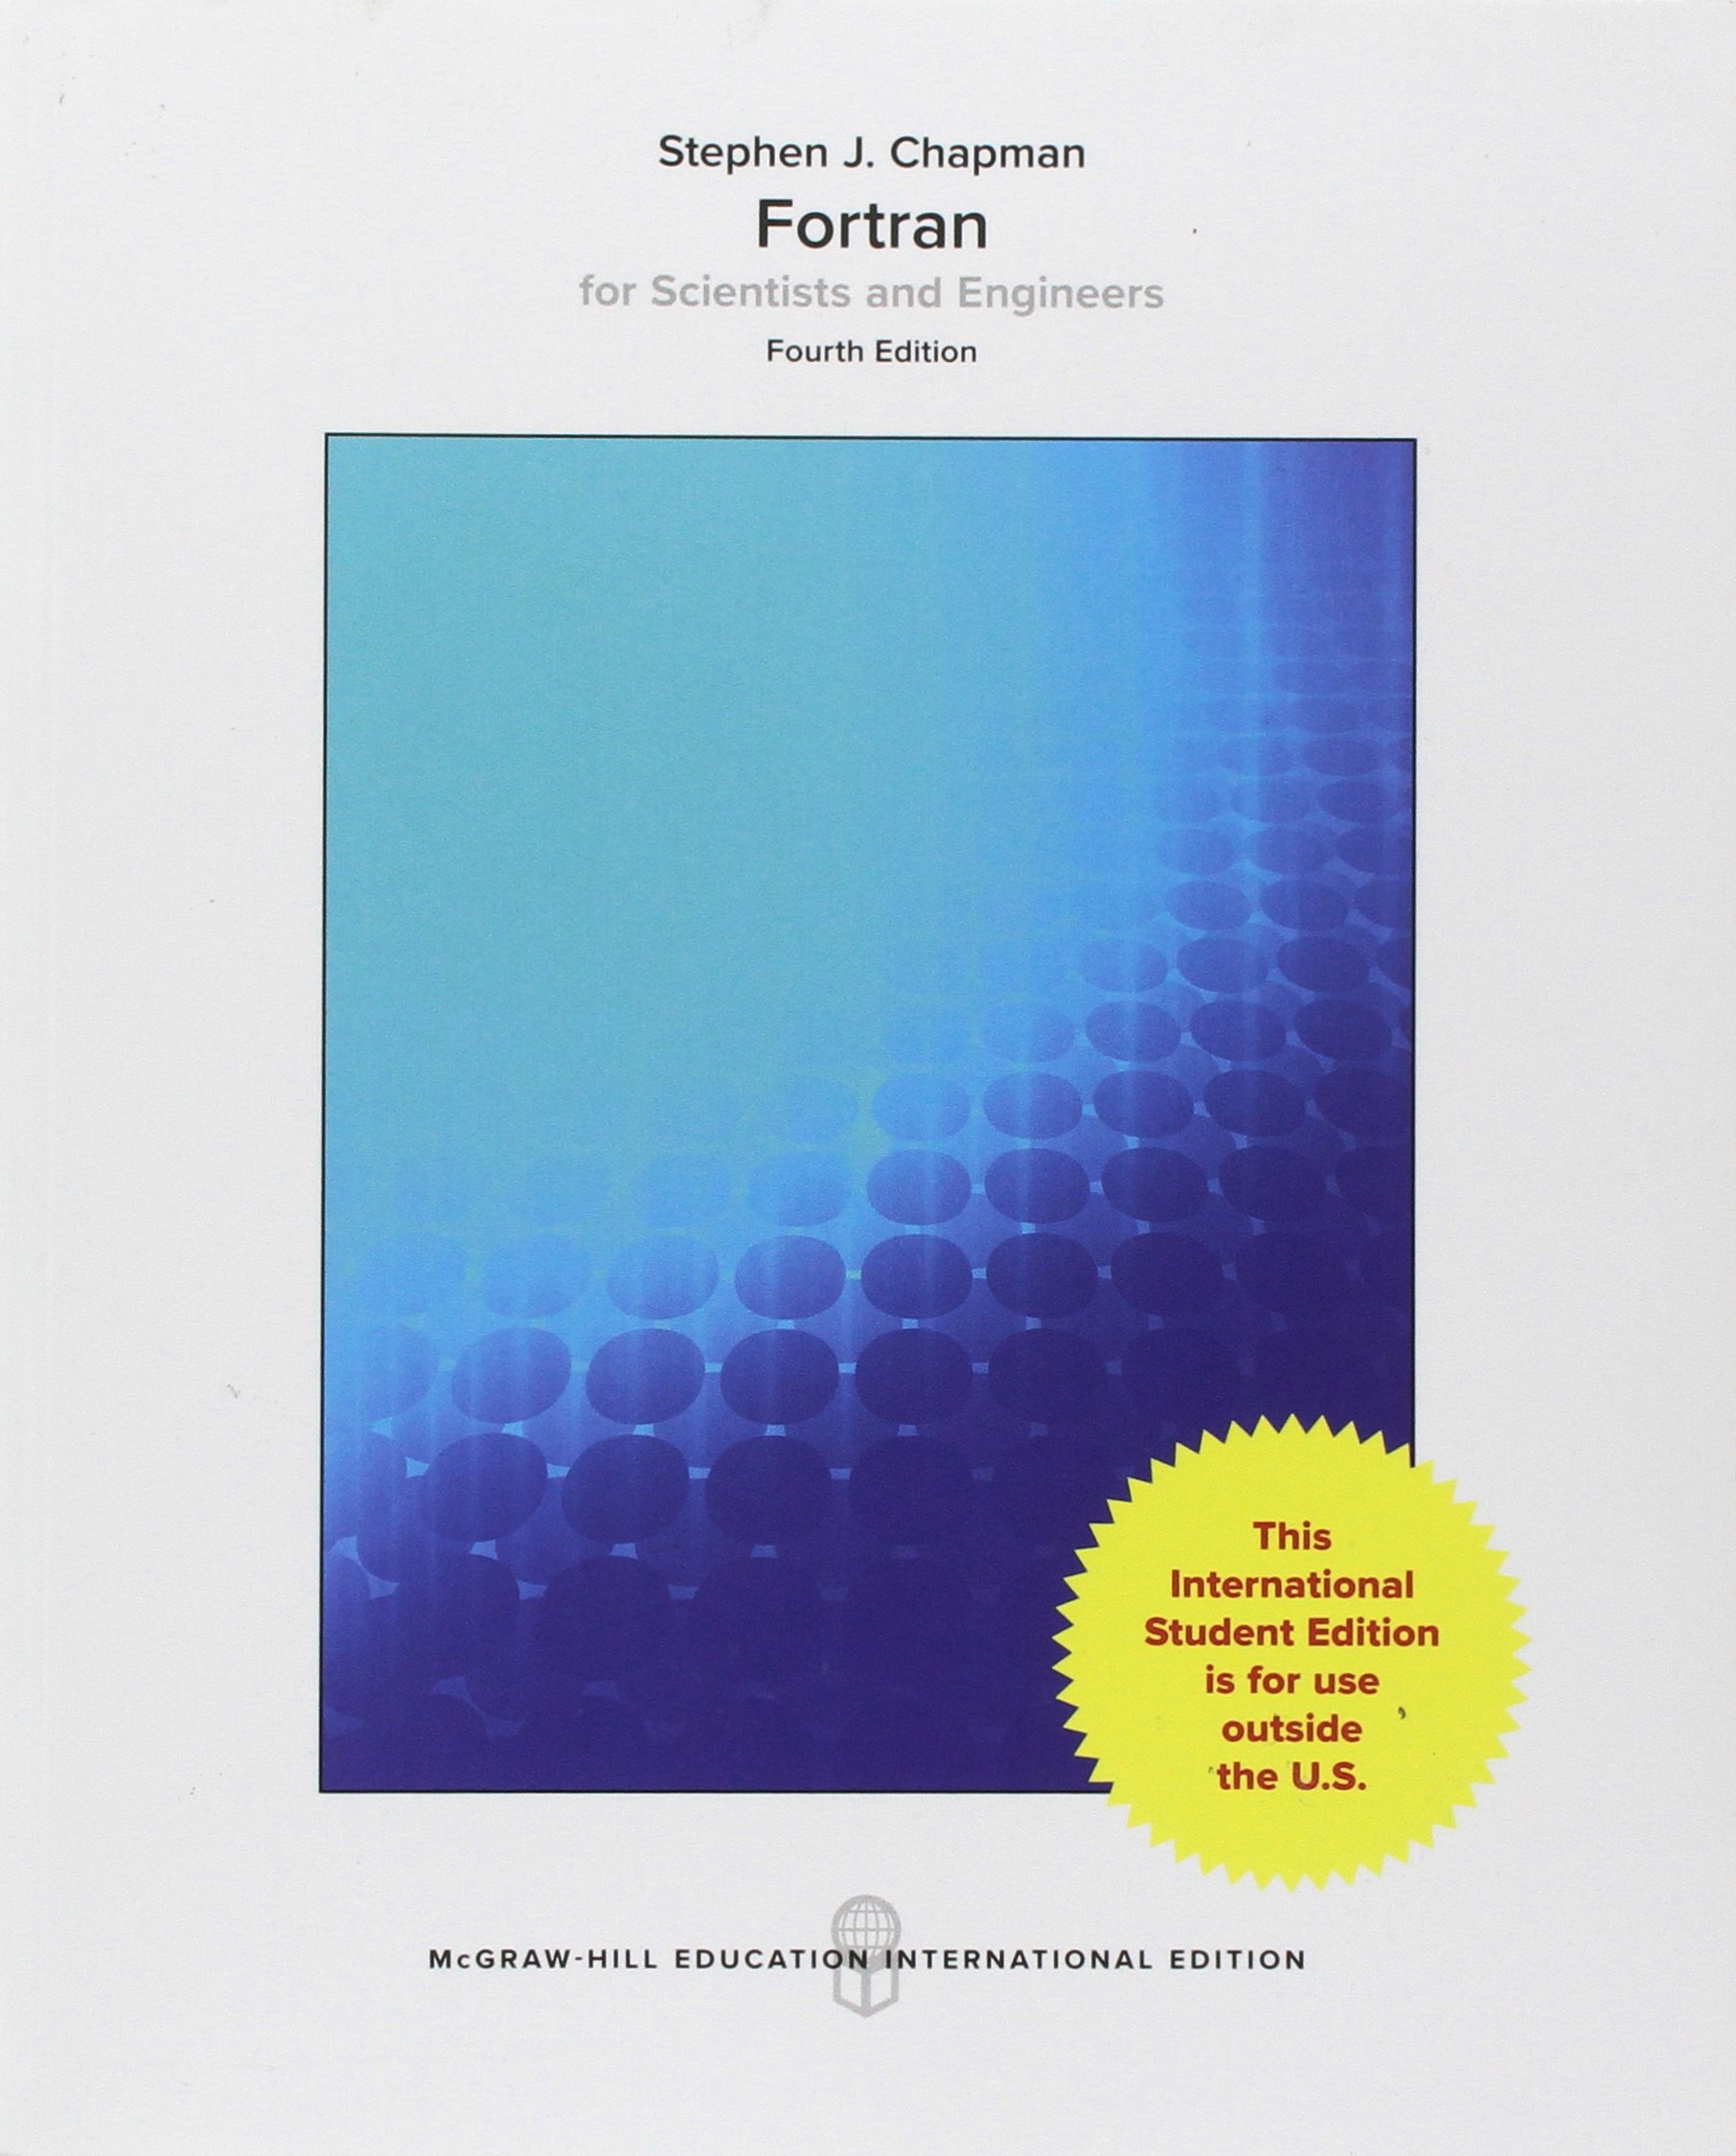 Stephen J. Chapman
Fortran
for Scientists and Engineers
Fourth Edition
This
International
Student Edition
is for use
outside
the U.S.
McGRAW-HILL EDUCATION INTERNATIONAL EDITION